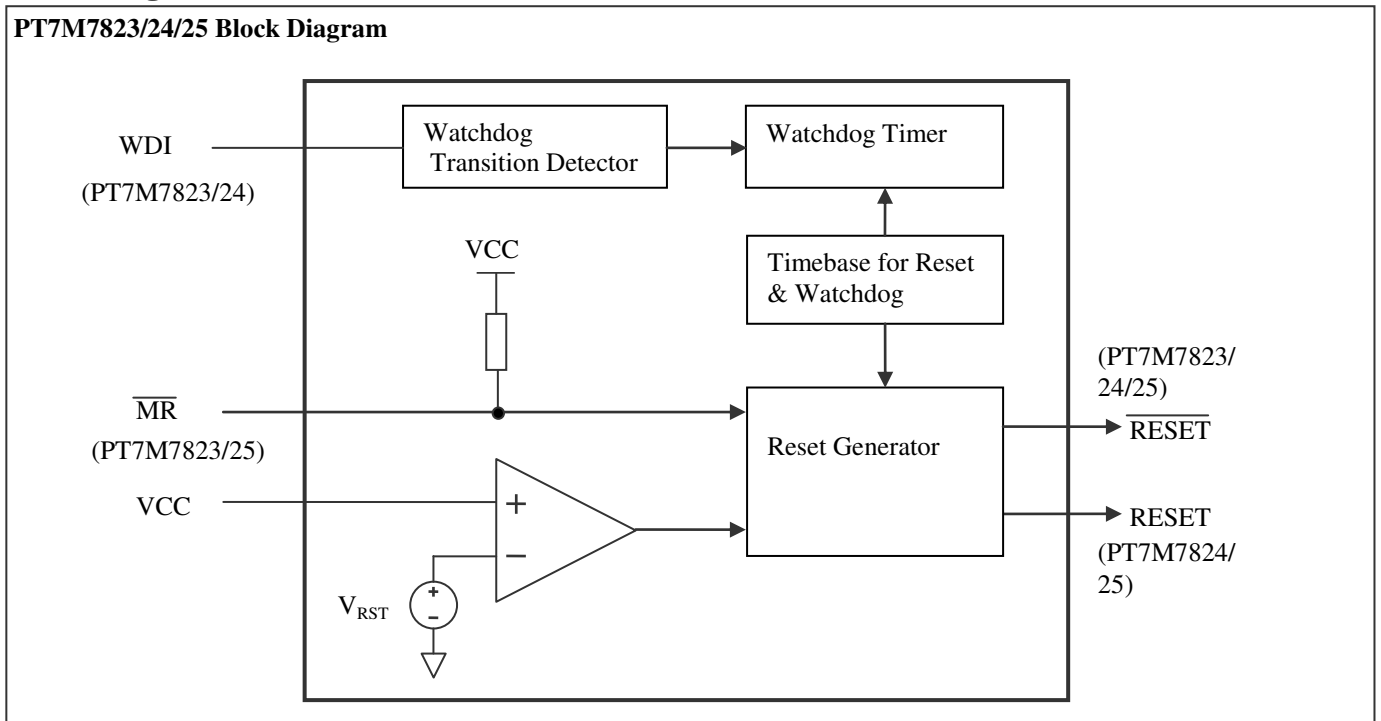 PT7M7823/24/25 Block Diagram
WDI
(PT7M7823/24)
Watchdog
Transition Detector
Watchdog Timer
VCC
Timebase for Reset
& Watchdog
MR
(PT7M7823/25)
VCC
+
−
VRST
+
-
Reset Generator
(PT7M7823/
24/25)
RESET
RESET
(PT7M7824/
25)